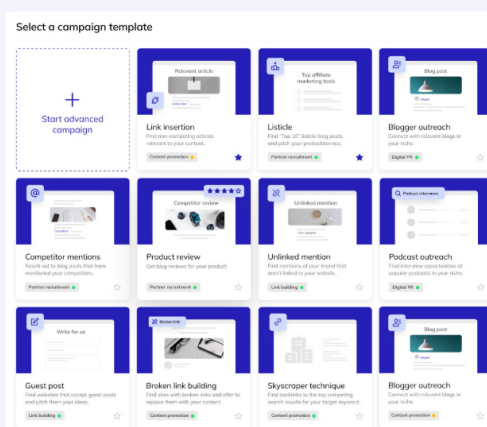 Select a campaign template
Start advanced
campaign
Relevant article
Link insertion
Find non-competing articles
relevant to your content.
Content promotion
Top affiliate
marketing tools
Listicle
Find "Top 10" listicle blog posts,
and pitch your product/service.
Partner recruitment
Blog post
Blogger outreach
Connect with relevant blogs in
your niche.
Digital PR
Competitor mentions
Reach out to blog posts that have
mentioned your competitors.
Partner recruitment
Competitor review
Product review
Get blog reviews for your product.
Partner recruitment
Unlinked mention
Unlinked mention
Find mentions of your brand that
aren't linked to your website.
Link building
Podcast interviews
Podcast outreach
Find interview opportunities at
popular podcasts in your niche.
Digital PR
Write for us
Guest post
Find websites that accept guest posts
and pitch them your ideas.
Link building
Broken link
Broken link building
Find sites with broken links and offer to
replace them with your content.
Content promotion
Skyscraper technique
Find backlinks to the top competing
search results for your target keyword.
Content promotion
Blog post
Blogger outreach
Connect with relevant blogs in
your niche.
Content promotion